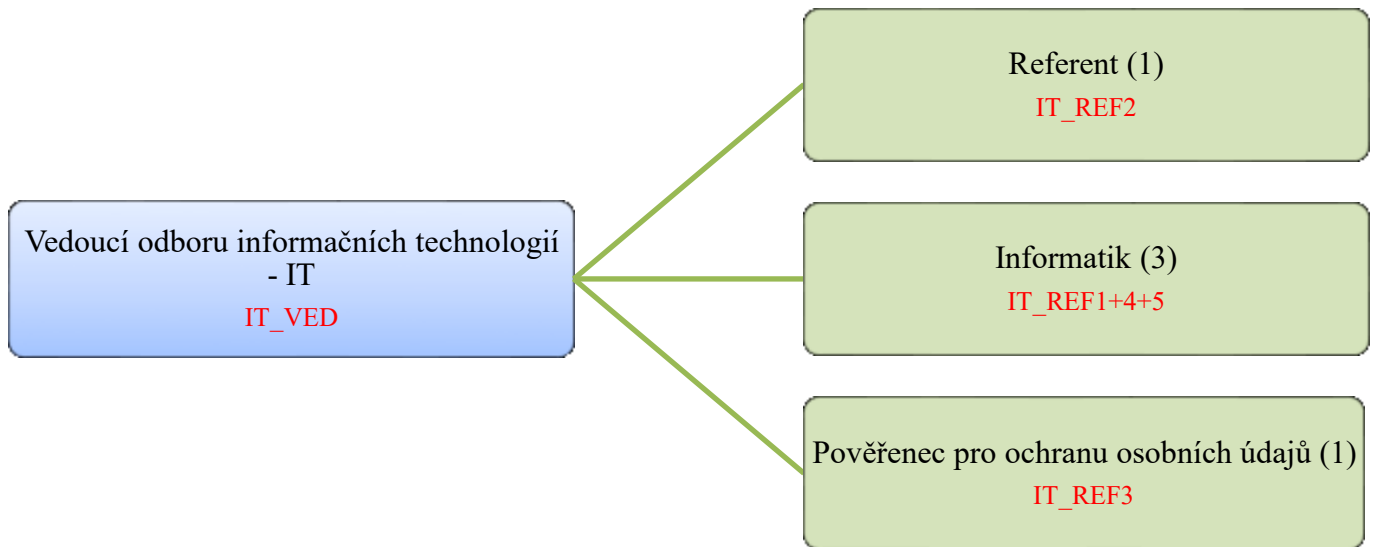 Referent (1)
IT_REF2
Vedoucí odboru informačních technologií
- IT
IT_VED
Informatik (3)
IT_REF1+4+5
Pověřenec pro ochranu osobních údajů (1)
IT_REF3